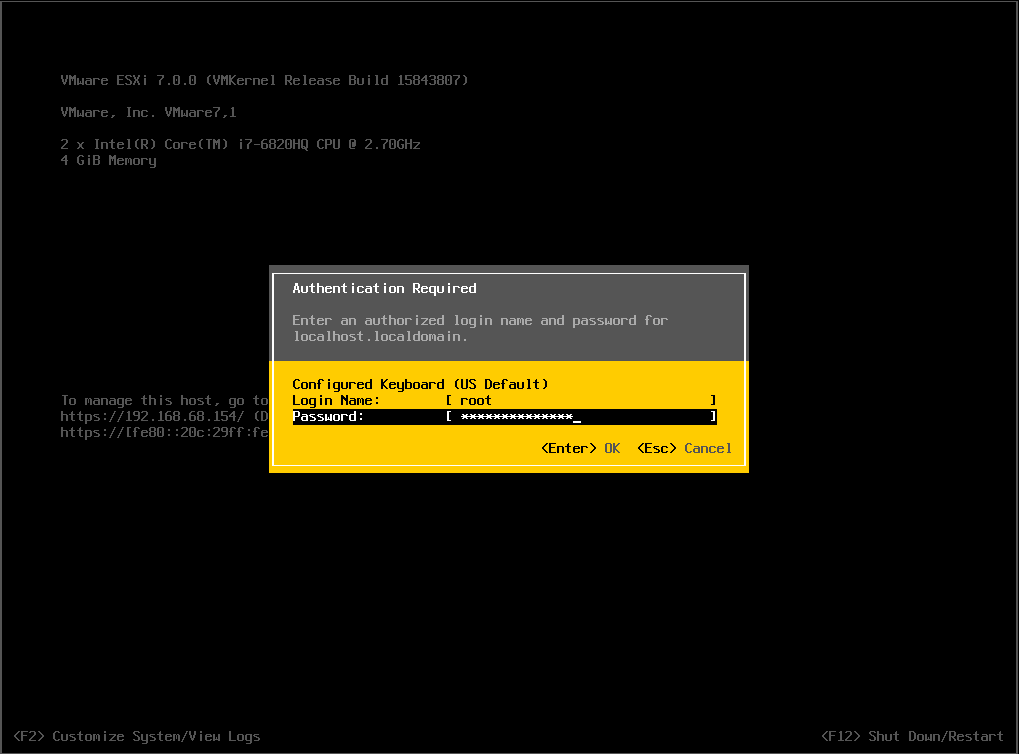 VMware ESXi 7.0.0 (VMKernel Release Build 15843807)
VMware, Inc. VMware7,1
2 x Intel(R) Core(TM) i7-6820HQ CPU @ 2.70GHz
4 GiB Memory
Authentication Required
Enter an authorized login name and password for
localhost.localdomain.
Configured Keyboard (US Default)
Login Name: [ root ]
Password: [ **************_ ]
<Enter> OK <Esc> Cancel
To manage this host, go to
https://192.168.68.154/ (D
https://[fe80::20c:29ff:fe
<F2> Customize System/View Logs
<F12> Shut Down/Restart